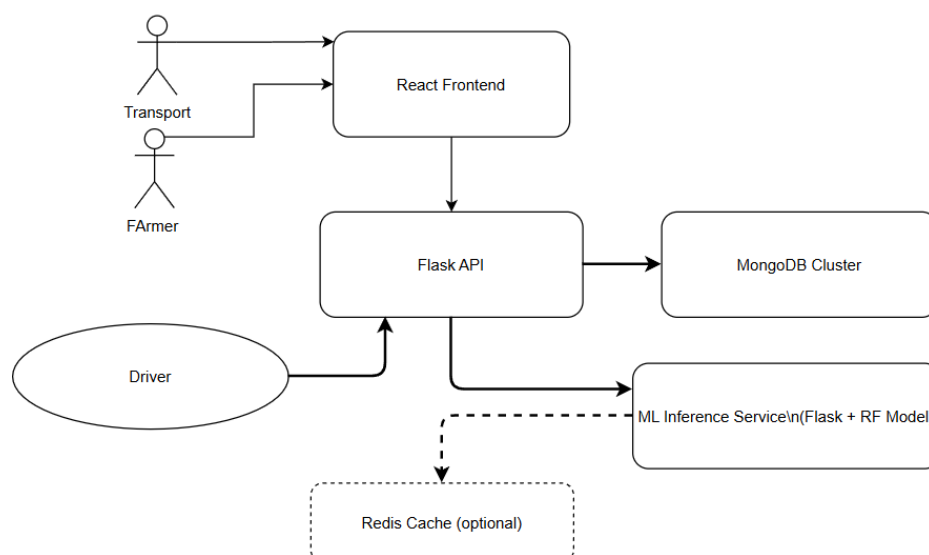 React Frontend
Transport
FArmer
Flask API
MongoDB Cluster
Driver
ML Inference Service\n(Flask + RF Model
Redis Cache (optional)